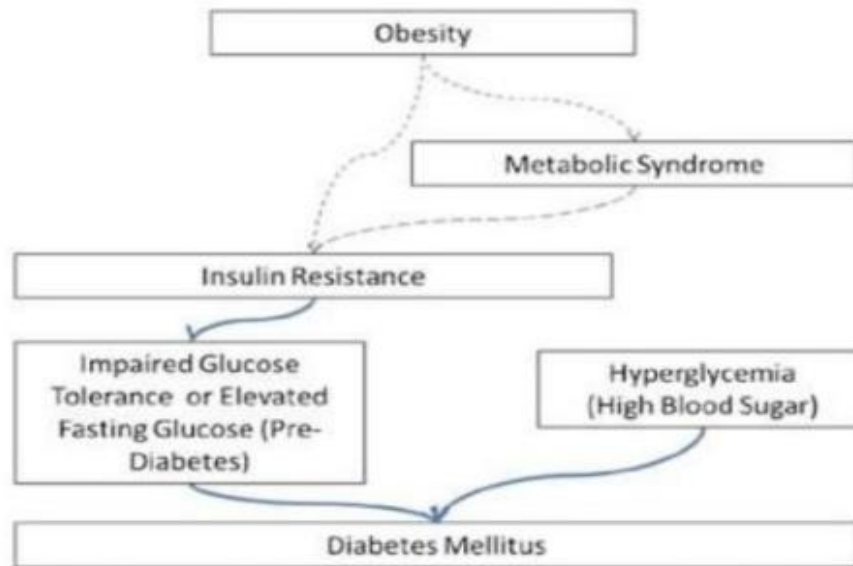 Obesity
Metabolic Syndrome
Insulin Resistance
Impaired Glucose
Tolerance or Elevated
Fasting Glucose (Pre-
Diabetes)
Hyperglycemia
(High Blood Sugar)
Diabetes Mellitus